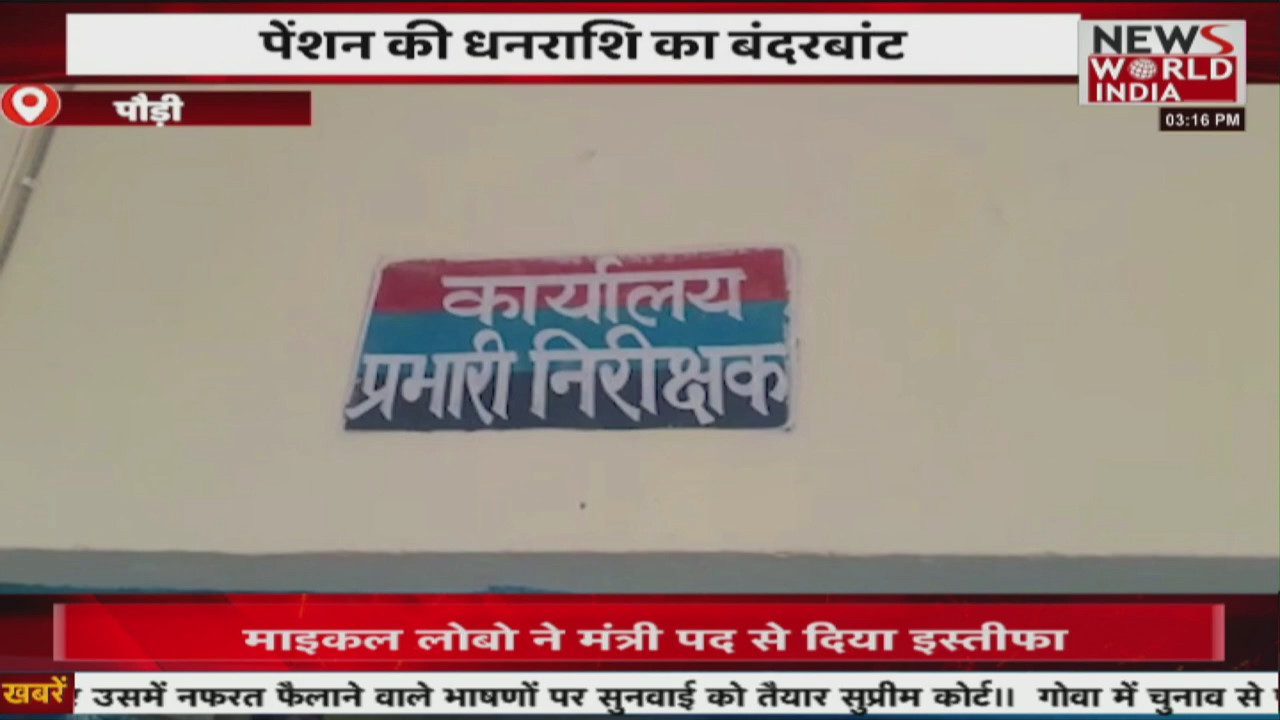 पेंशन की धनराशि का बंदरबांट
NEWS
WORLD
INDIA
03:16 PM
पौड़ी
कार्यालय
प्रभारी निरीक्षक
माइकल लोबो ने मंत्री पद से दिया इस्तीफा
खबरें उसमें नफरत फैलाने वाले भाषणों पर सुनवाई को तैयार सुप्रीम कोर्ट।। गोवा में चुनाव से